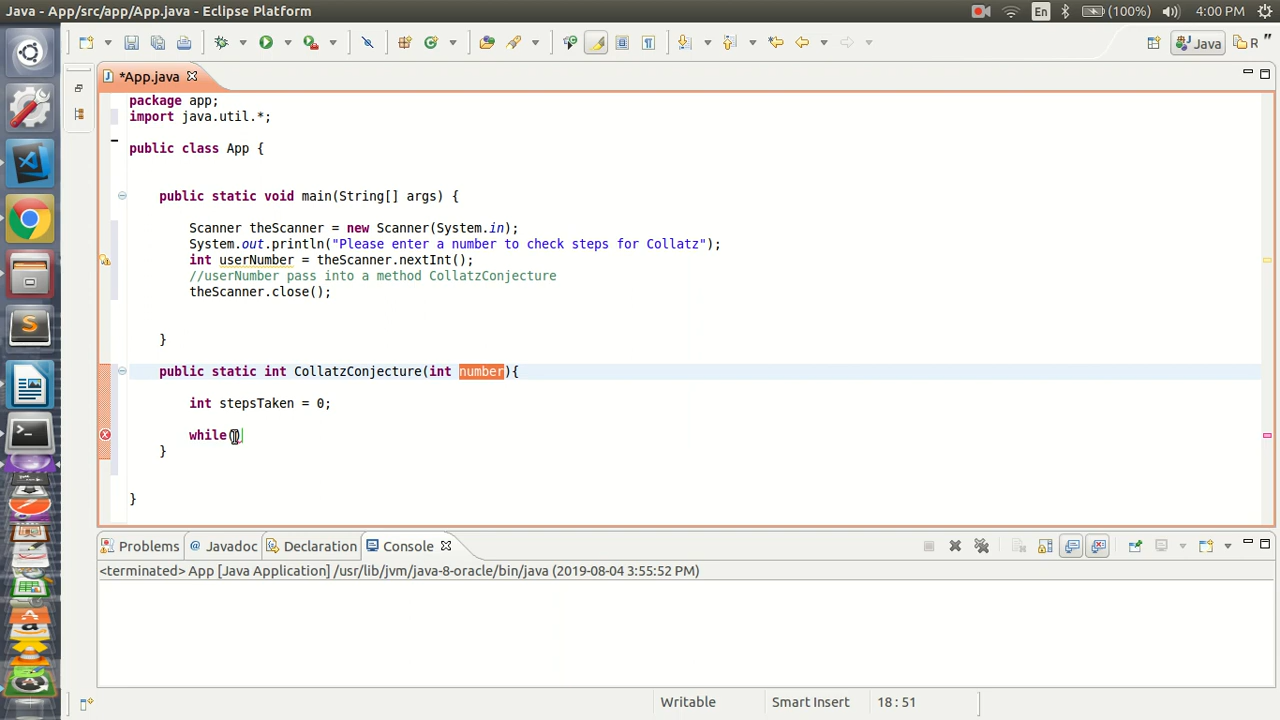 Java - App/src/app/App.java - Eclipse Platform
En
(100%)
4:00 PM
Java
R
"
*App.java
package app;
import java.util.*;
public class App {
public static void main(String[] args) {
Scanner theScanner = new Scanner(System.in);
System.out.println("Please enter a number to check steps for Collatz");
int userNumber = theScanner.nextInt();
//userNumber pass into a method CollatzConjecture
theScanner.close();
}
public static int CollatzConjecture(int number){
int stepsTaken = 0;
while()
}
}
Problems
Javadoc
Declaration
Console
<terminated> App [Java Application] /usr/lib/jvm/java-8-oracle/bin/java (2019-08-04 3:55:52 PM)
Writable
Smart Insert
18 : 51